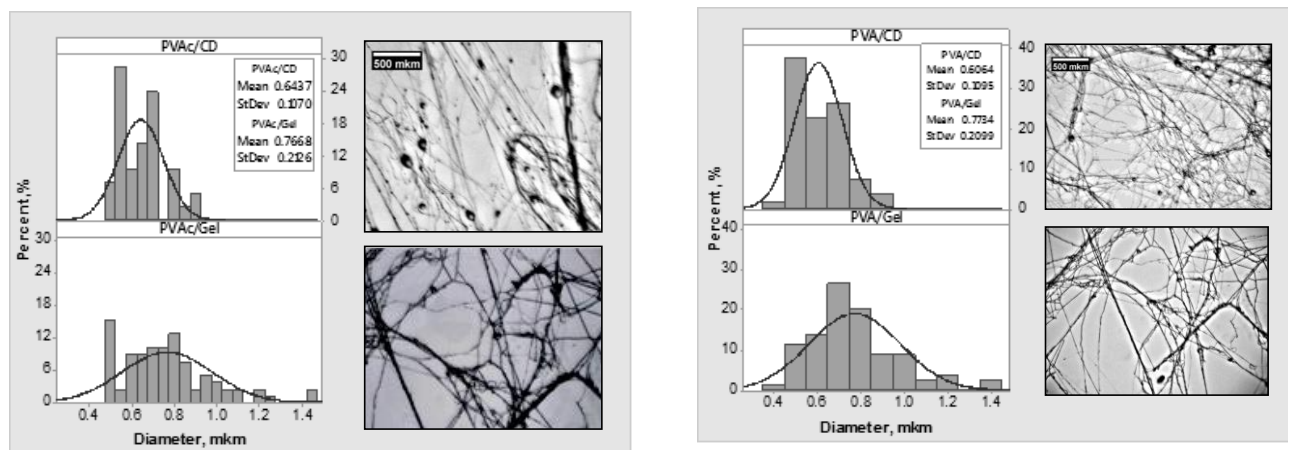 PVAc/CD
PVAc/CD
Mean 0.6437
StDev 0.1070
PVAc/Gel
Mean 0.7668
StDev 0.2126
30
24
18
12
6
0
500 mkm
Percent,%
PVAc/Gel
30
24
18
12
6
0
0.4 0.6 0.8 1.0 1.2 1.4
Diameter, mkm
PVA/CD
PVA/CD
Mean 0.6064
StDev 0.1095
PVA/Gel
Mean 0.7734
StDev 0.2099
40
30
20
10
0
500 mkm
Percent, %
PVA/Gel
40
30
20
10
0
0.4 0.6 0.8 1.0 1.2 1.4
Diameter, mkm